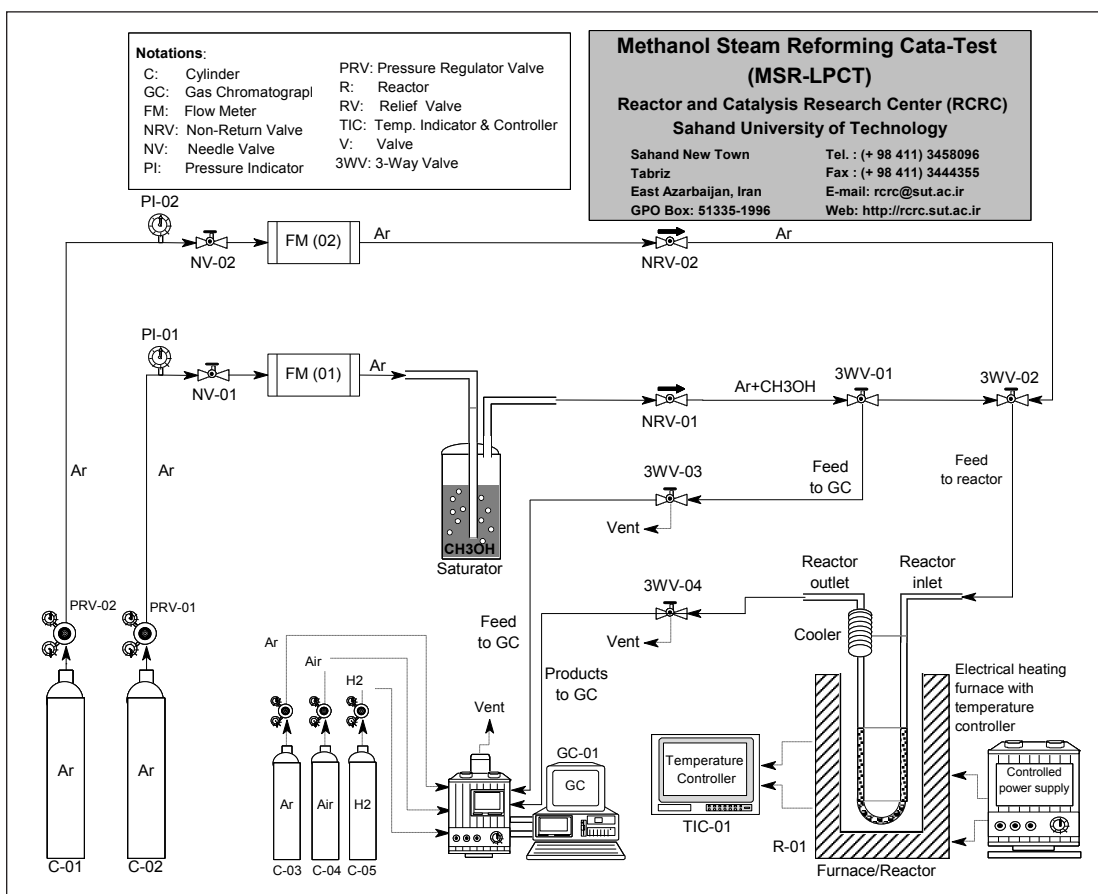 Notations:
C: Cylinder
GC: Gas Chromatograpl
FM: Flow Meter
NRV: Non-Return Valve
NV: Needle Valve
PI: Pressure Indicator
PRV: Pressure Regulator Valve
R: Reactor
RV: Relief Valve
TIC: Temp. Indicator & Controller
V: Valve
3WV: 3-Way Valve
Methanol Steam Reforming Cata-Test
(MSR-LPCT)
Reactor and Catalysis Research Center (RCRC)
Sahand University of Technology
Sahand New Town
Tabriz
East Azarbaijan, Iran
GPO Box: 51335-1996
Tel. : (+ 98 411) 3458096
Fax : (+ 98 411) 3444355
E-mail: rcrc@sut.ac.ir
Web: http://rcrc.sut.ac.ir
PI-02
NV-02
FM (02)
Ar
NRV-02
Ar
PI-01
NV-01
FM (01)
Ar
NRV-01
Ar+CH3OH
3WV-01
3WV-02
Ar
Ar
CH3OH
Saturator
3WV-03
Vent
Feed
to GC
Feed
to reactor
PRV-02
PRV-01
3WV-04
Vent
Reactor
outlet
Reactor
inlet
Cooler
Feed
to GC
Products
to GC
Ar
Air
H2
Vent
Electrical heating
furnace with
temperature
controller
Ar
Ar
Ar
Air
H2
GC-01
GC
Temperature
Controller
TIC-01
Controlled
power supply
R-01
Furnace/Reactor
C-01
C-02
C-03
C-04
C-05